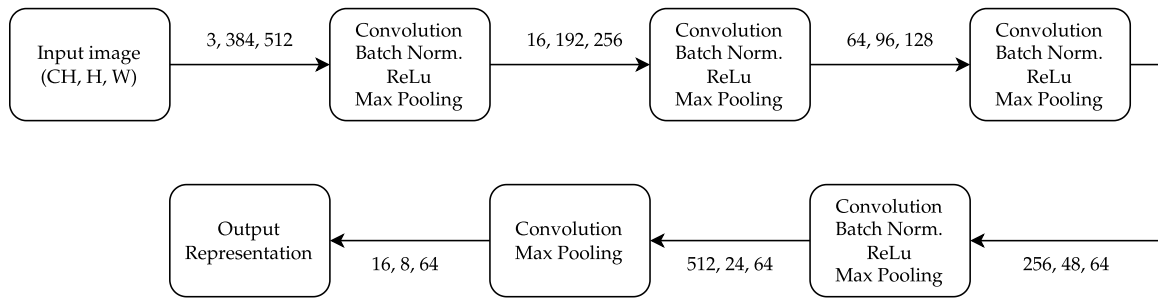 Input image
(CH, H, W)
3, 384, 512
Convolution
Batch Norm.
ReLu
Max Pooling
16, 192, 256
Convolution
Batch Norm.
ReLu
Max Pooling
64, 96, 128
Convolution
Batch Norm.
ReLu
Max Pooling
256, 48, 64
Convolution
Batch Norm.
ReLu
Max Pooling
512, 24, 64
Convolution
Max Pooling
16, 8, 64
Output
Representation